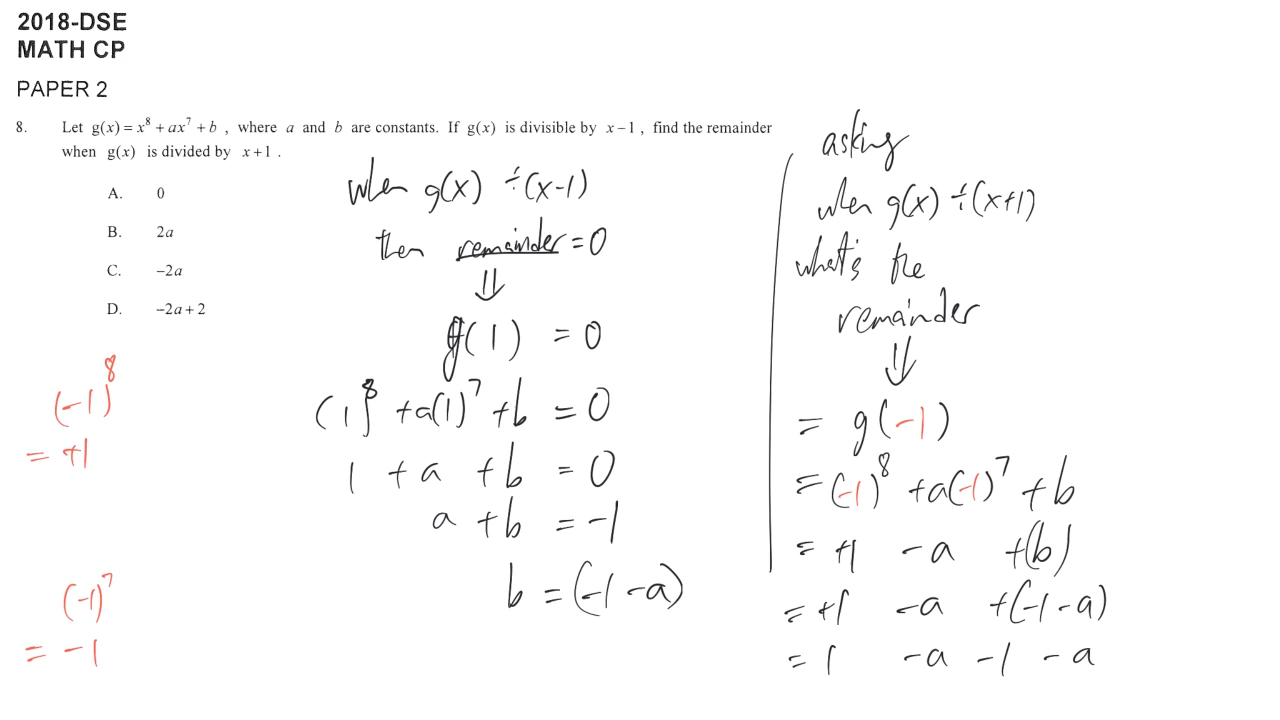 2018-DSE
MATH CP
PAPER 2
8. Let g(x) = x⁸ + ax⁷ + b , where a and b are constants. If g(x) is divisible by x−1 , find the remainder
when g(x) is divided by x+1 .
A. 0
B. 2a
C. −2a
D. −2a+2
(-1)⁸
= +1
(-1)⁷
= -1
when g(x) ÷(x-1)
then remainder = 0
⇓
g(1) = 0
(1)⁸ +a(1)⁷ +b = 0
1 +a +b = 0
a +b = -1
b = (-1 -a)
asking
when g(x) ÷(x+1)
what's the
remainder
⇓
= g(-1)
= (-1)⁸ +a(-1)⁷ +b
= +1 -a +(b)
= +1 -a +(-1-a)
= 1 -a -1 -a